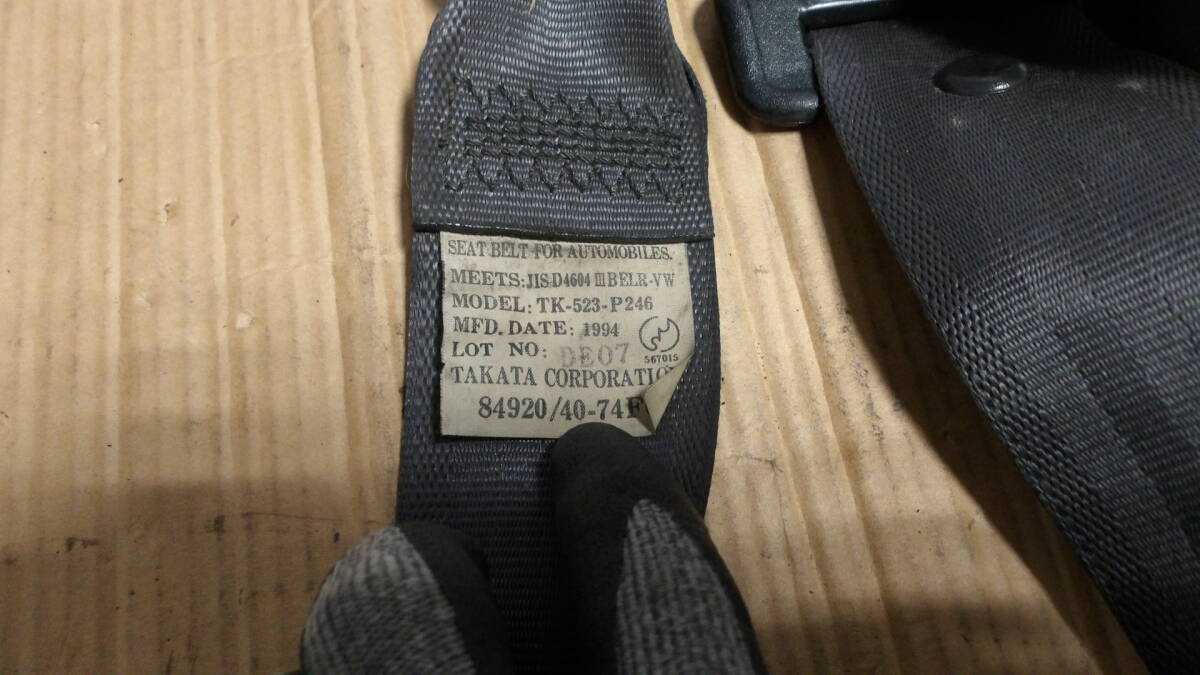 SEAT BELT FOR AUTOMOBILES.
MEETS: JIS D4604 III BELR-VW
MODEL: TK-523-P246
MFD. DATE: 1994
LOT NO: DE07
567015
TAKATA CORPORATIO
84920/40-74F